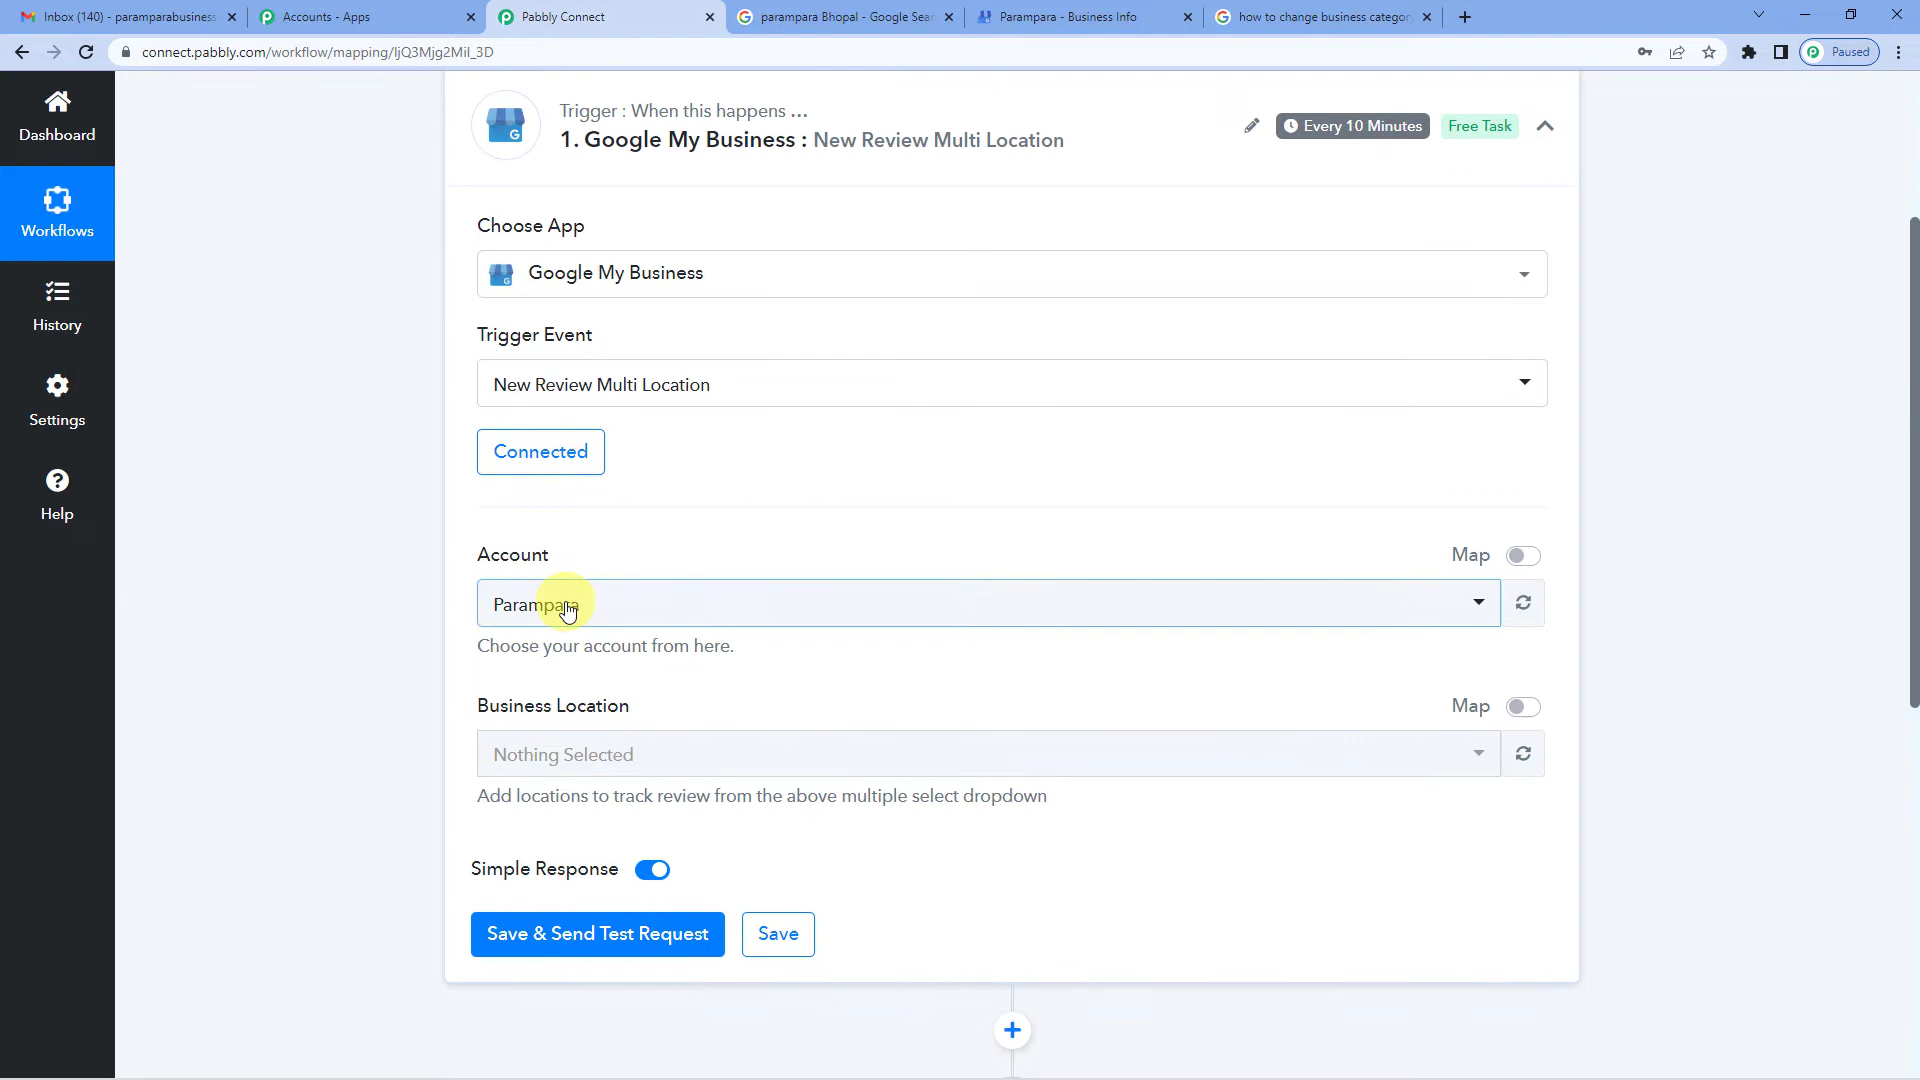 Inbox (140) - paramparabusiness
Accounts - Apps
Pabbly Connect
parampara Bhopal - Google Sear
Parampara - Business Info
how to change business category
connect.pabbly.com/workflow/mapping/IjQ3Mjg2MiI_3D
Paused
Dashboard
Workflows
History
Settings
Help
Trigger : When this happens ...
1. Google My Business : New Review Multi Location
Every 10 Minutes
Free Task
Choose App
Google My Business
Trigger Event
New Review Multi Location
Connected
Account
Map
Parampara
Choose your account from here.
Business Location
Map
Nothing Selected
Add locations to track review from the above multiple select dropdown
Simple Response
Save & Send Test Request
Save